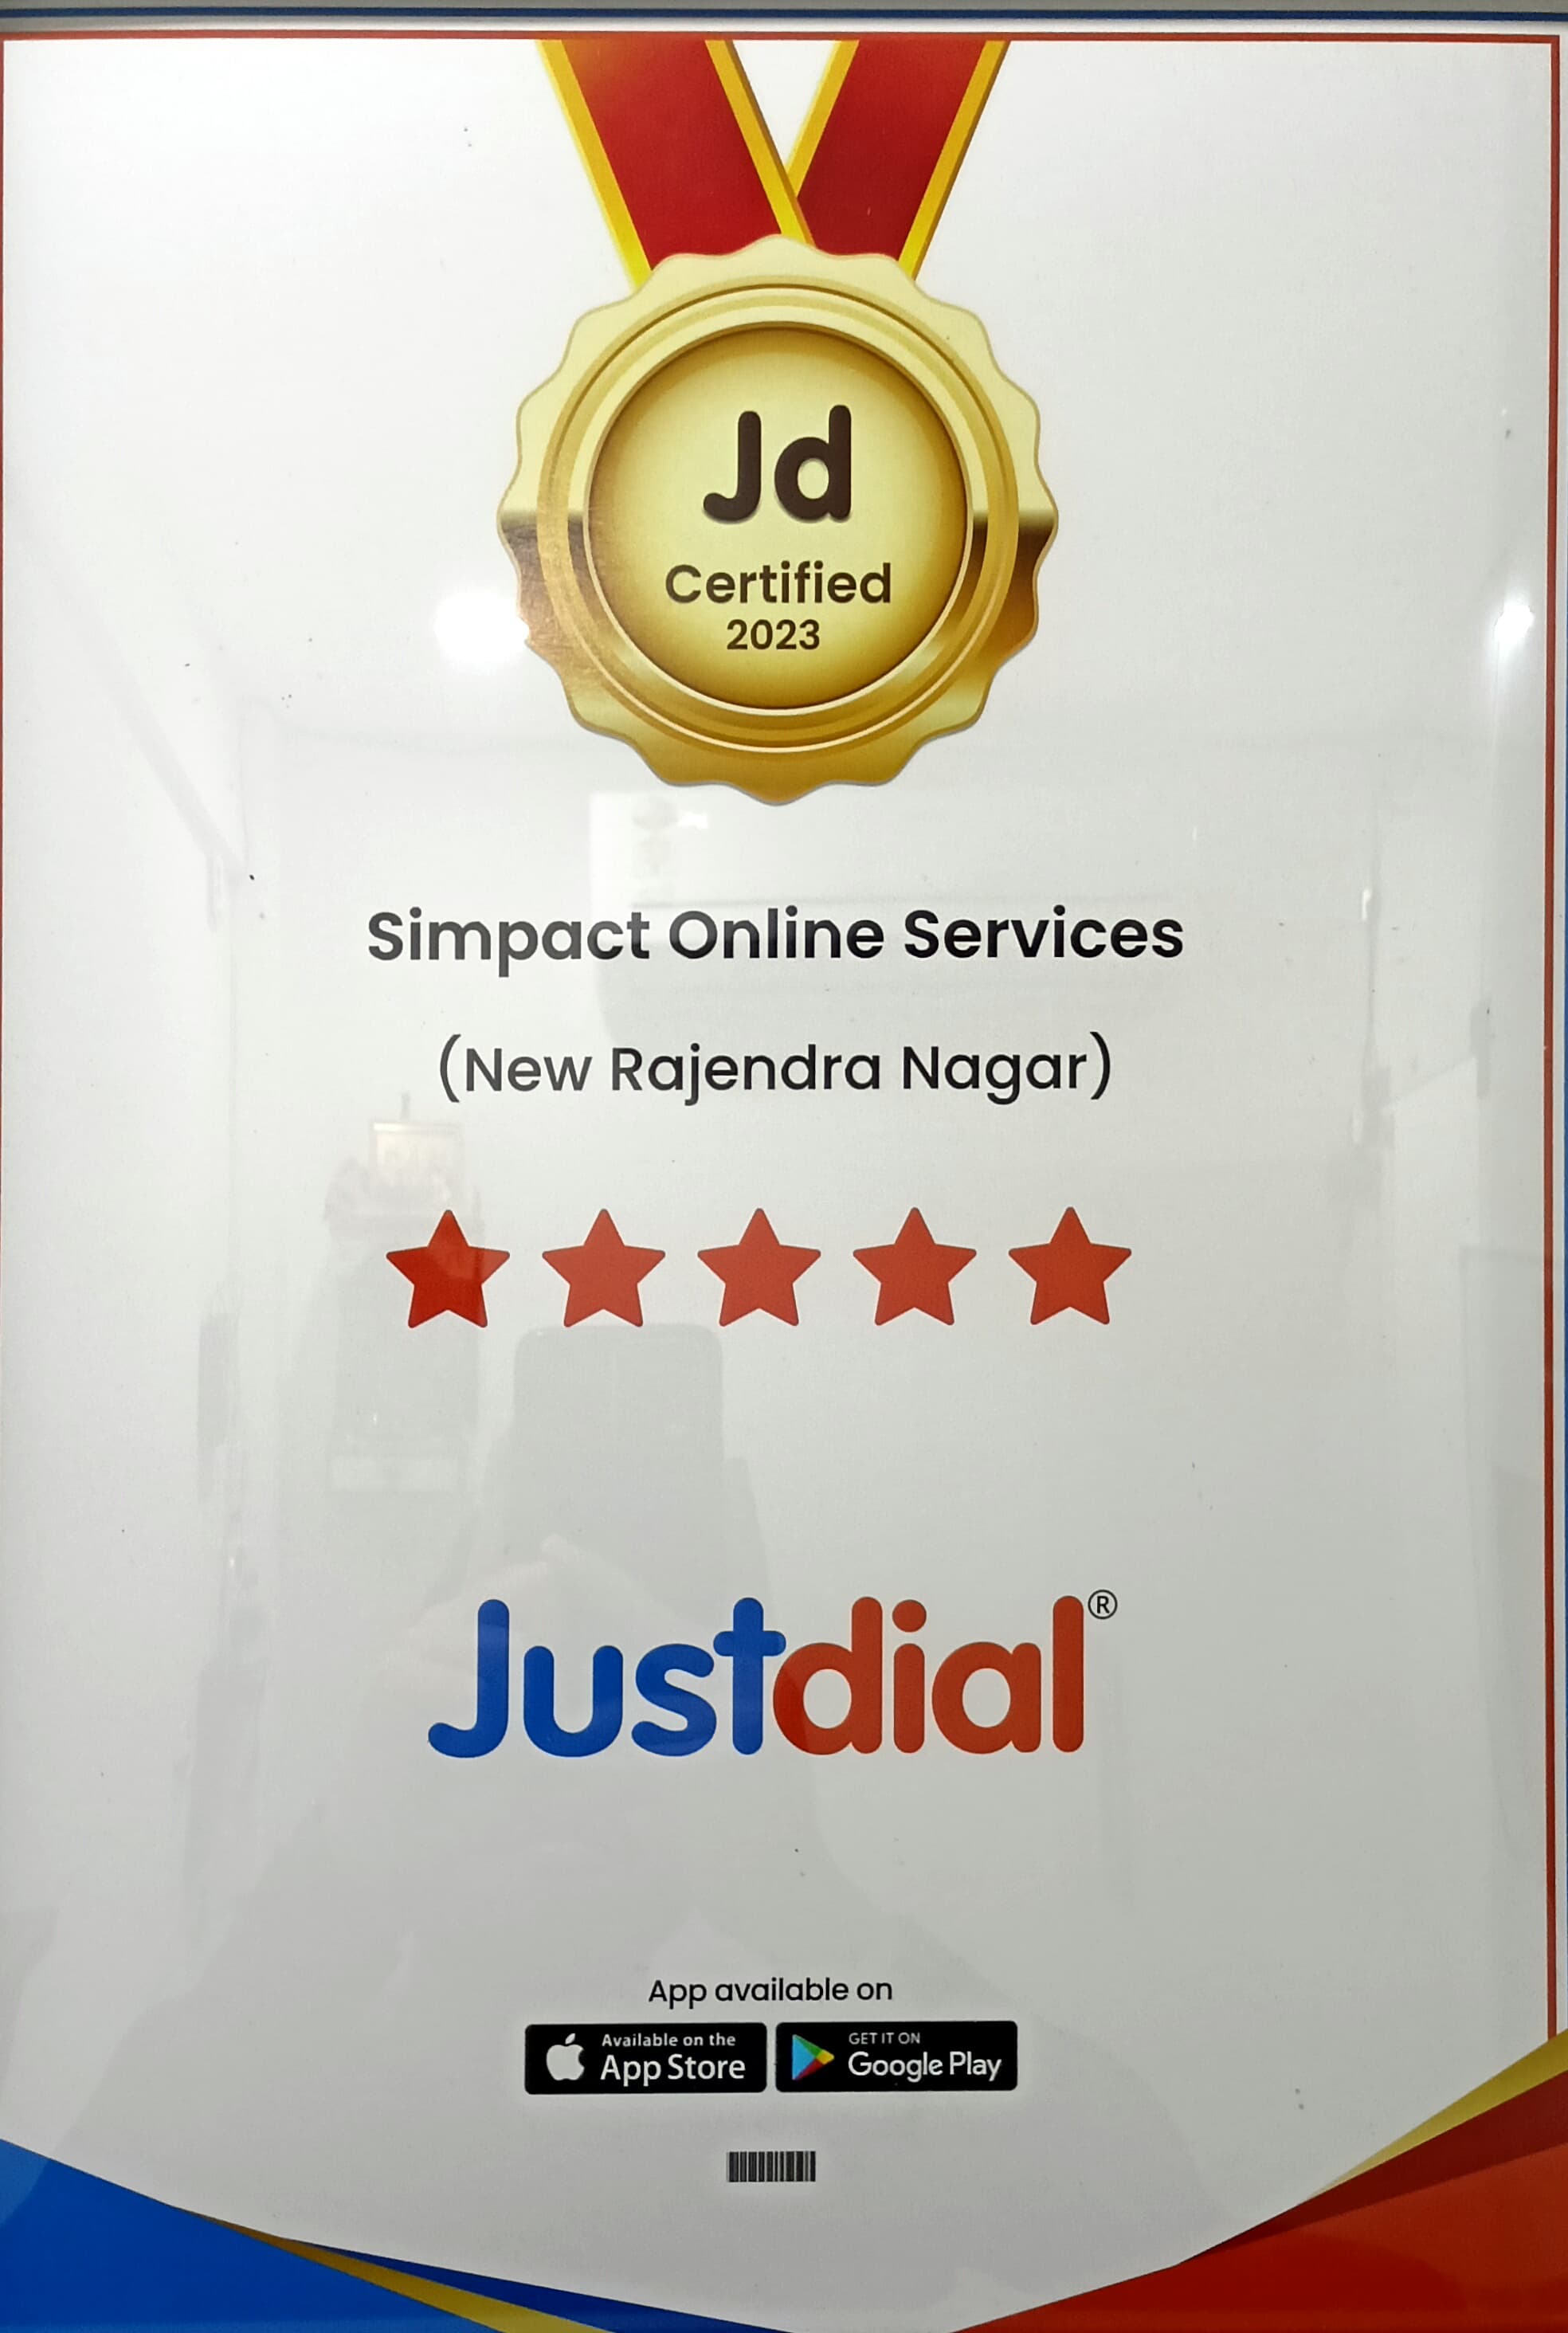 Jd
Certified
2023
Simpact Online Services
(New Rajendra Nagar)
Justdial®
App available on
Available on the
App Store
GET IT ON
Google Play